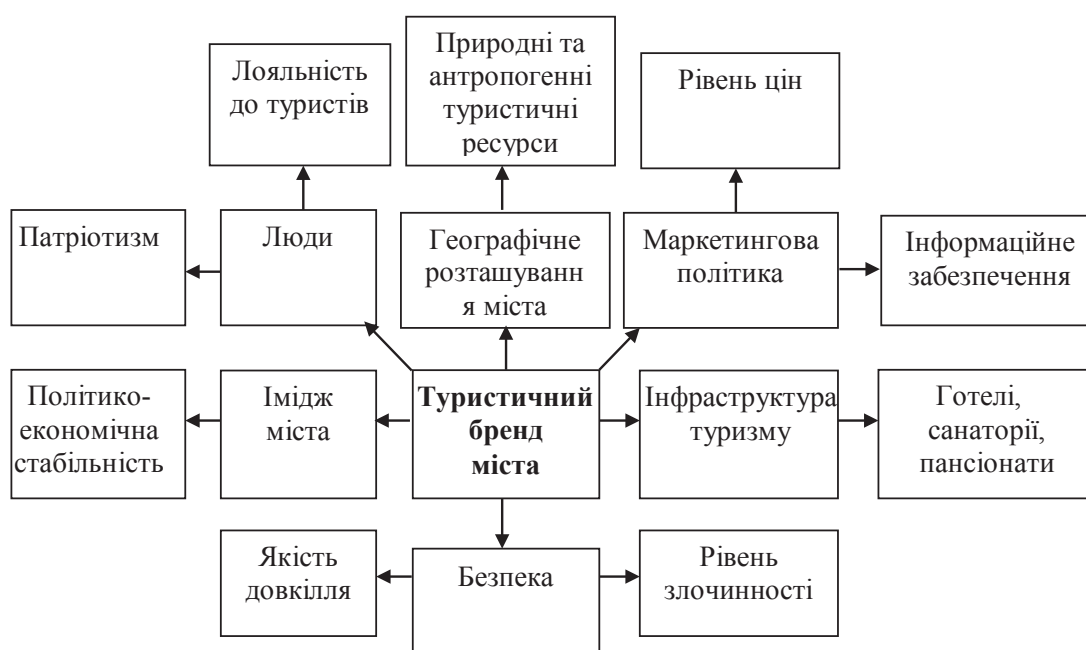 Лояльність
до туристів
Природні та
антропогенні
туристичні
ресурси
Рівень цін
Патріотизм
Люди
Географічне
розташуванн
я міста
Маркетингова
політика
Інформаційне
забезпечення
Політико-
економічна
стабільність
Імідж
міста
Туристичний
бренд
міста
Інфраструктура
туризму
Готелі,
санаторії,
пансіонати
Якість
довкілля
Безпека
Рівень
злочинності